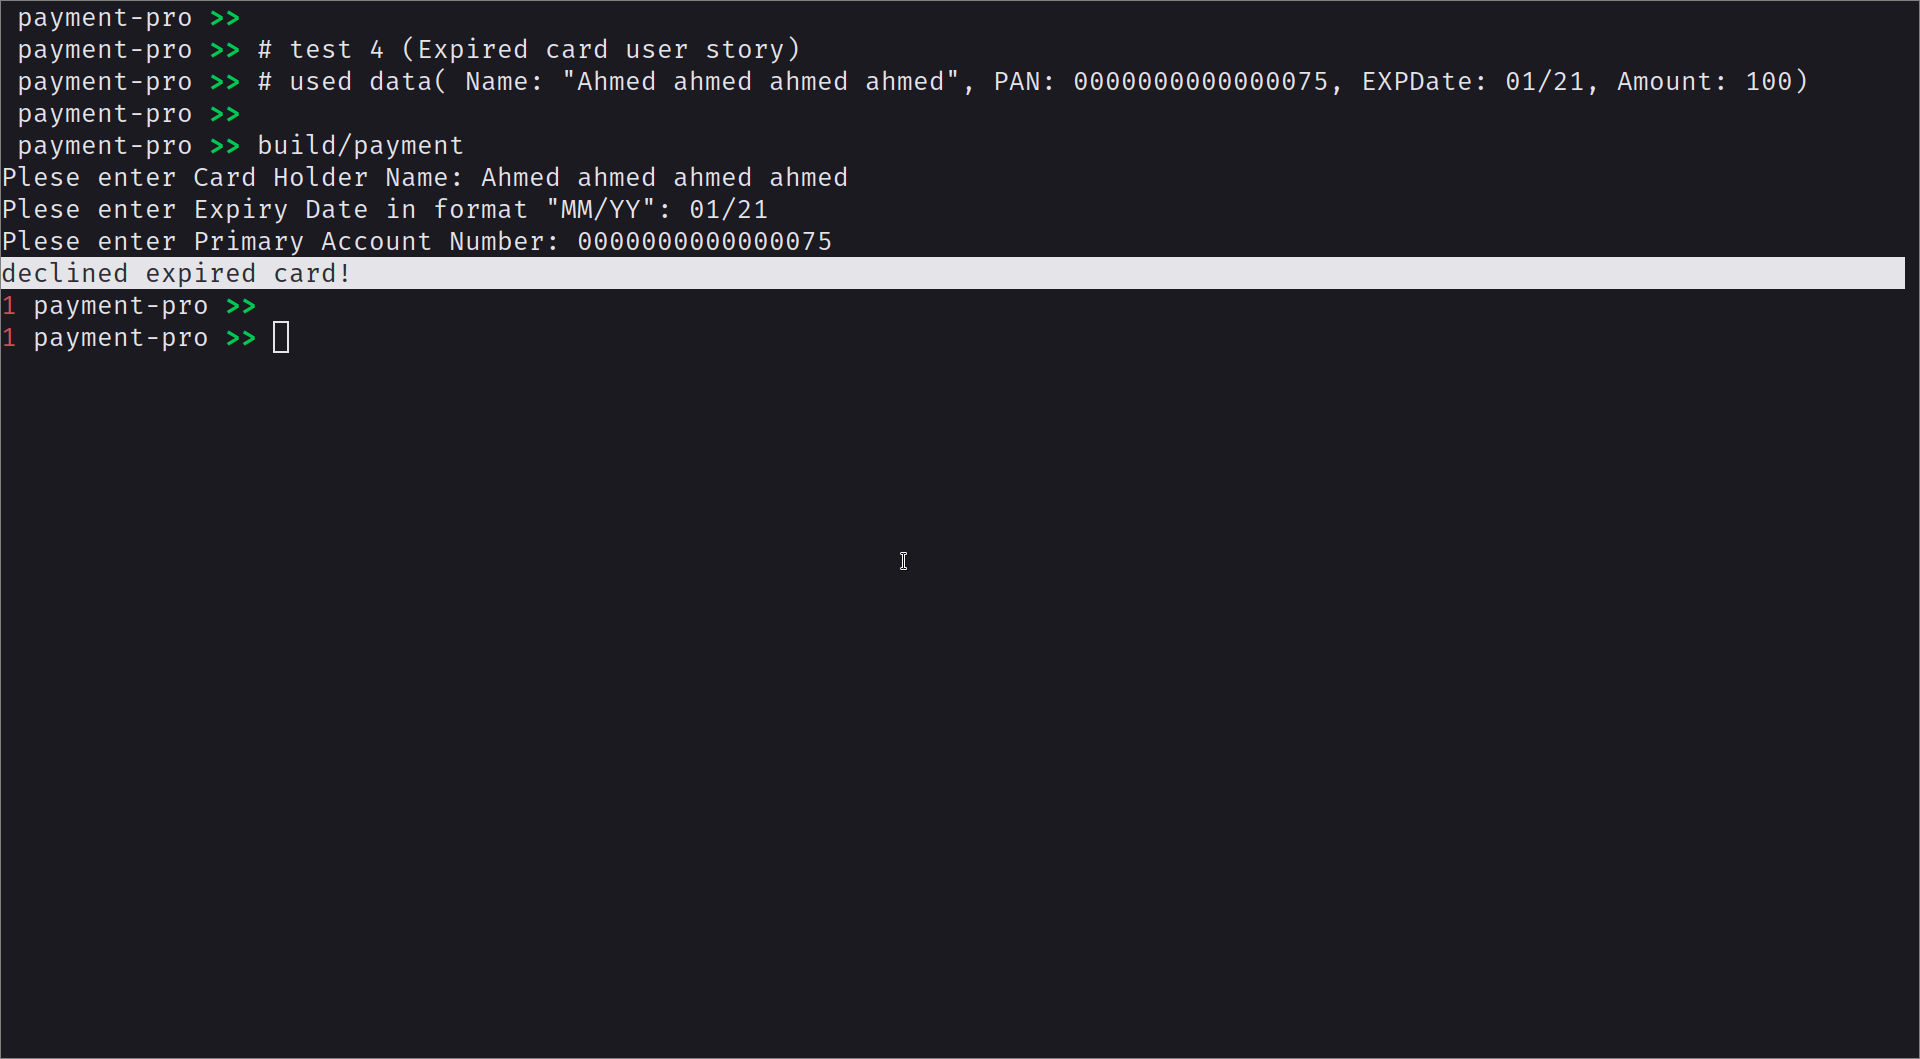 payment-pro >>
payment-pro >> # test 4 (Expired card user story)
payment-pro >> # used data( Name: "Ahmed ahmed ahmed ahmed", PAN: 0000000000000075, EXPDate: 01/21, Amount: 100)
payment-pro >>
payment-pro >> build/payment
Plese enter Card Holder Name: Ahmed ahmed ahmed ahmed
Plese enter Expiry Date in format "MM/YY": 01/21
Plese enter Primary Account Number: 0000000000000075
declined expired card!
1 payment-pro >>
1 payment-pro >>